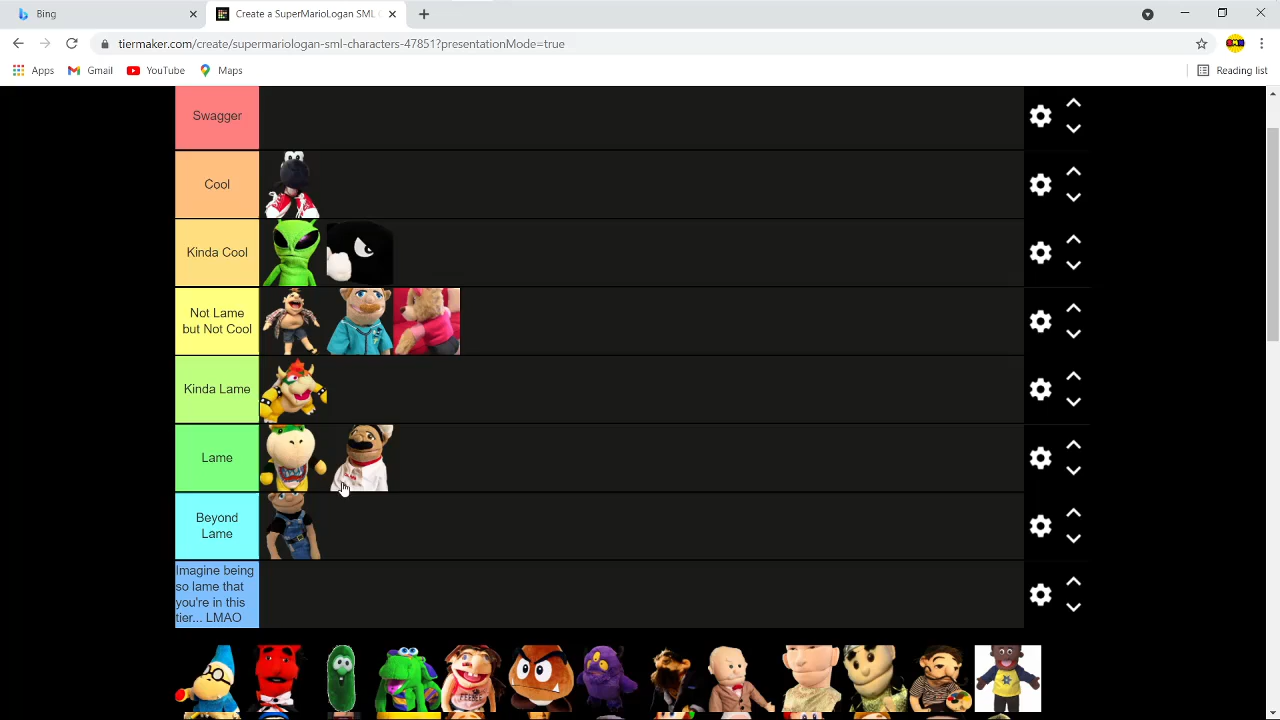 Bing
Create a SuperMarioLogan SML C
tiermaker.com/create/supermariologan-sml-characters-47851?presentationMode=true
Apps
Gmail
YouTube
Maps
Reading list
Swagger
Cool
Kinda Cool
Not Lame
but Not Cool
Kinda Lame
Lame
Beyond
Lame
Imagine being
so lame that
you're in this
tier... LMAO